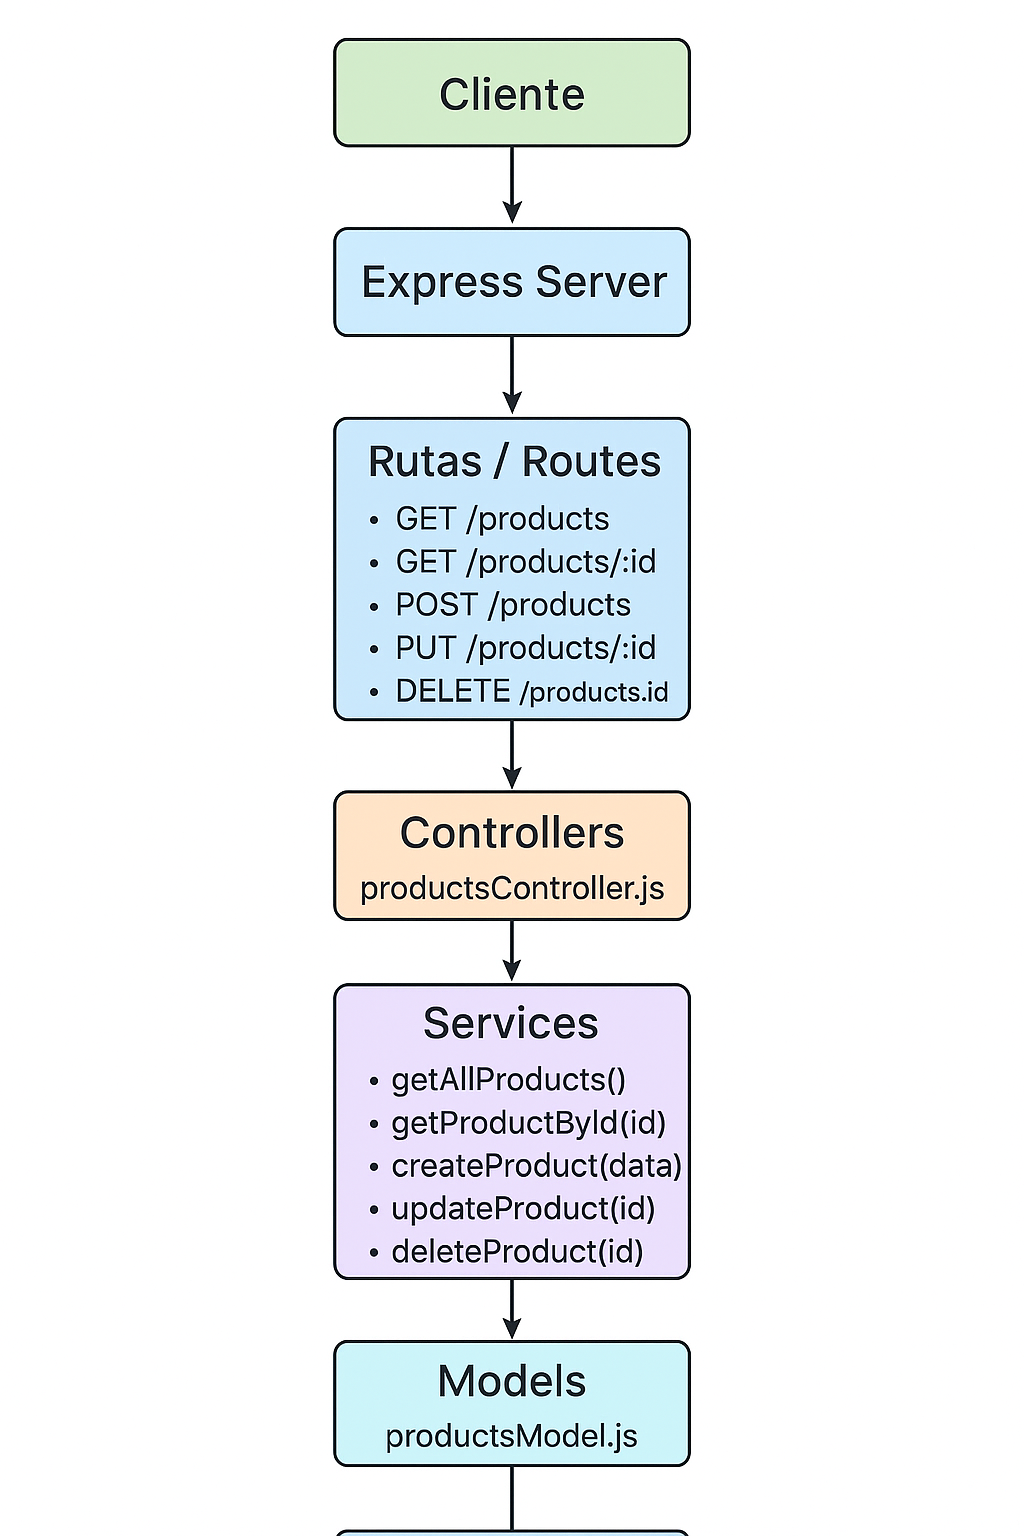 Cliente
Express Server
Rutas / Routes
• GET /products
• GET /products/:id
• POST /products
• PUT /products/:id
• DELETE /products.id
Controllers
productsController.js
Services
• getAllProducts()
• getProductById(id)
• createProduct(data)
• updateProduct(id)
• deleteProduct(id)
Models
productsModel.js